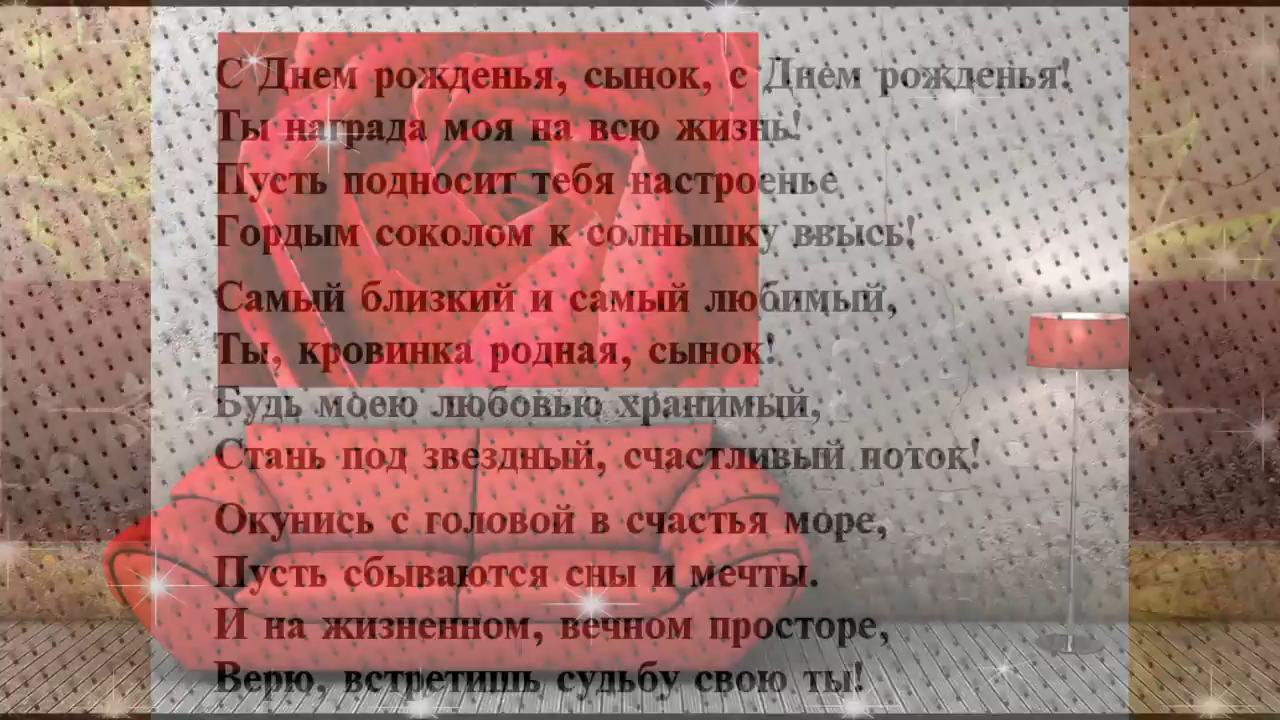 С Днем рожденья, сынок, с Днем рожденья!
Ты награда моя на всю жизнь!
Пусть подносит тебя настроенье
Гордым соколом к солнышку ввысь!
Самый близкий и самый любимый,
Ты, кровинка родная, сынок!
Будь моею любовью хранимый,
Стань под звездный, счастливый поток!
Окунись с головой в счастья море,
Пусть сбываются сны и мечты.
И на жизненном, вечном просторе,
Верю, встретишь судьбу свою ты!